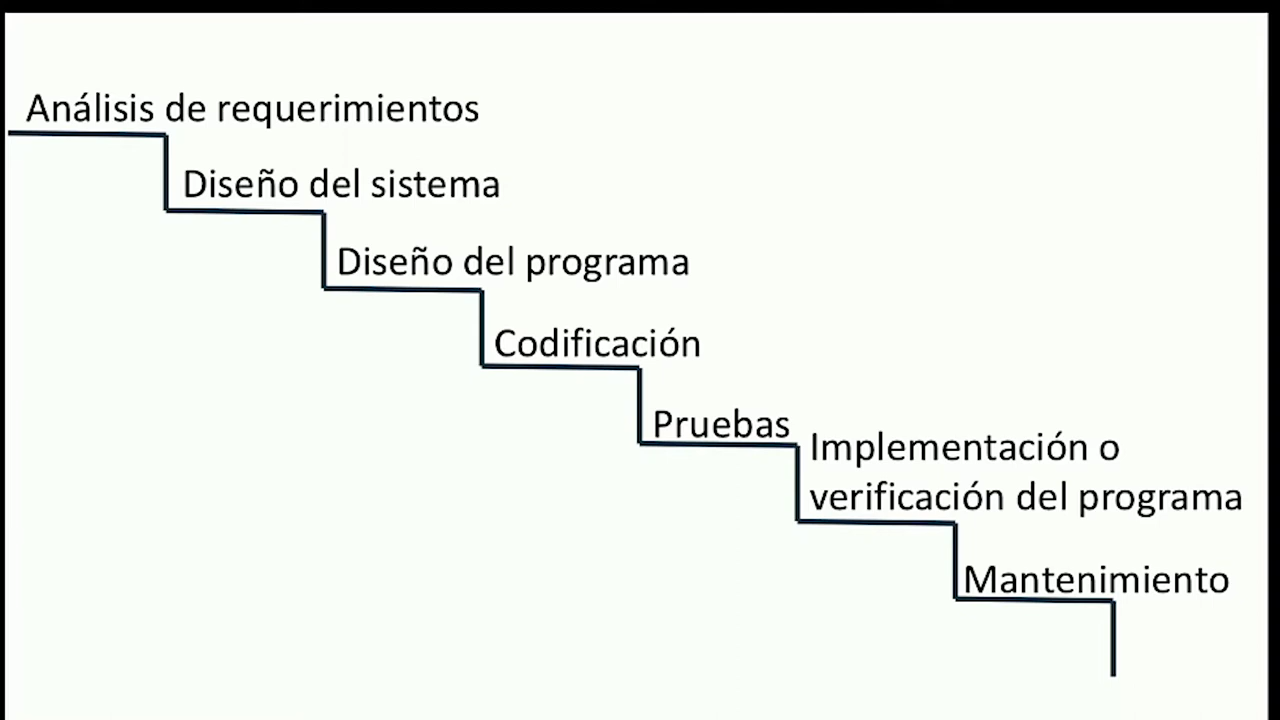 Análisis de requerimientos
Diseño del sistema
Diseño del programa
Codificación
Pruebas
Implementación o
verificación del programa
Mantenimiento